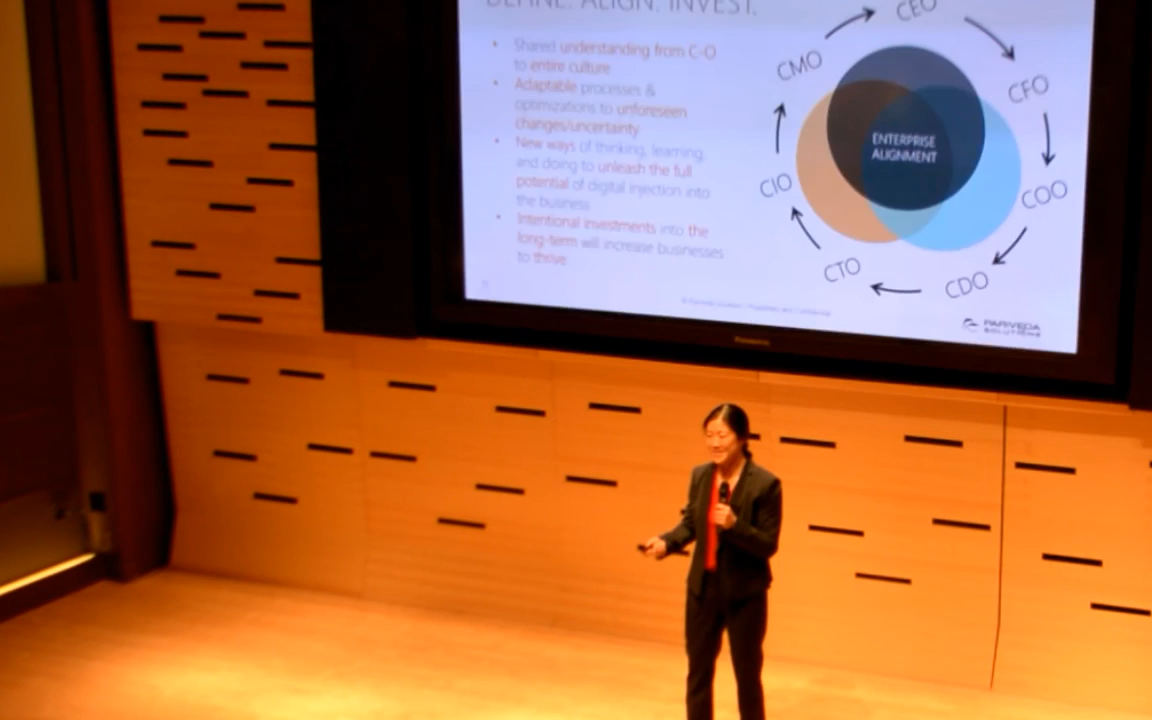 DEFINE. ALIGN. INVEST.
• Shared understanding from C-O
to entire culture
• Adaptable processes &
optimizations to unforeseen
changes/uncertainty
• New ways of thinking, learning,
and doing to unleash the full
potential of digital injection into
the business
• Intentional investments into the
long-term will increase businesses
to thrive
CEO
CFO
COO
CDO
CTO
CIO
CMO
ENTERPRISE
ALIGNMENT
PARIVEDA
SOLUTIONS
Panasonic